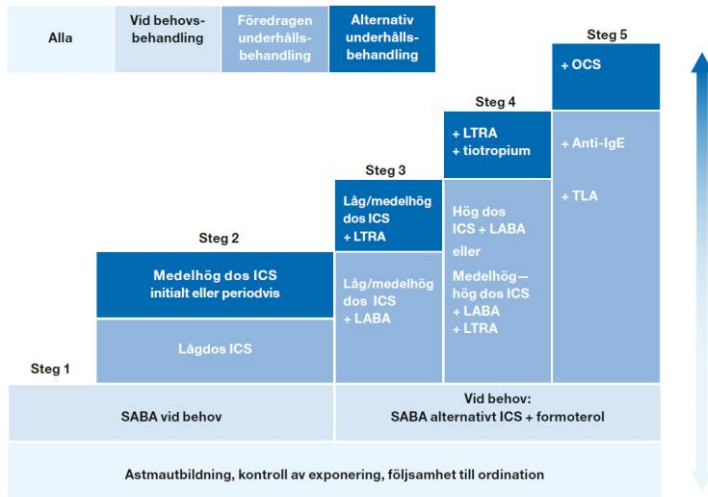 Alla
Vid behovs-
behandling
Föredragen
underhålls-
behandling
Alternativ
underhålls-
behandling
Steg 5
+ OCS
+ Anti-IgE
+ TLA
Steg 4
+ LTRA
+ tiotropium
Hög dos
ICS + LABA
eller
Medelhög—
hög dos ICS
+ LABA
+ LTRA
Steg 3
Låg/medelhög
dos ICS
+ LTRA
Låg/medelhög
dos ICS
+ LABA
Steg 2
Medelhög dos ICS
initialt eller periodvis
Lågdos ICS
Steg 1
SABA vid behov
Vid behov:
SABA alternativt ICS + formoterol
Astmautbildning, kontroll av exponering, följsamhet till ordination